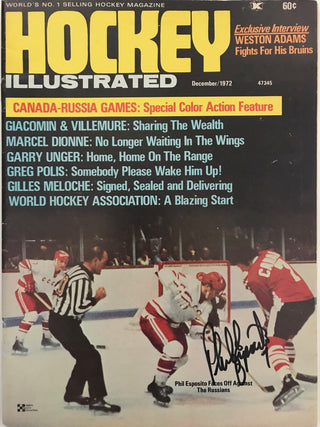 WORLD'S NO. 1 SELLING HOCKEY MAGAZINE
60¢
HOCKEY
ILLUSTRATED
Exclusive Interview
WESTON ADAMS
Fights For His Bruins
December/1972
47345
CANADA-RUSSIA GAMES: Special Color Action Feature
GIACOMIN & VILLEMURE: Sharing The Wealth
MARCEL DIONNE: No Longer Waiting In The Wings
GARRY UNGER: Home, Home On The Range
GREG POLIS: Somebody Please Wake Him Up!
GILLES MELOCHE: Signed, Sealed and Delivering
WORLD HOCKEY ASSOCIATION: A Blazing Start
Phil Esposito
Phil Esposito Faces Off Against
The Russians